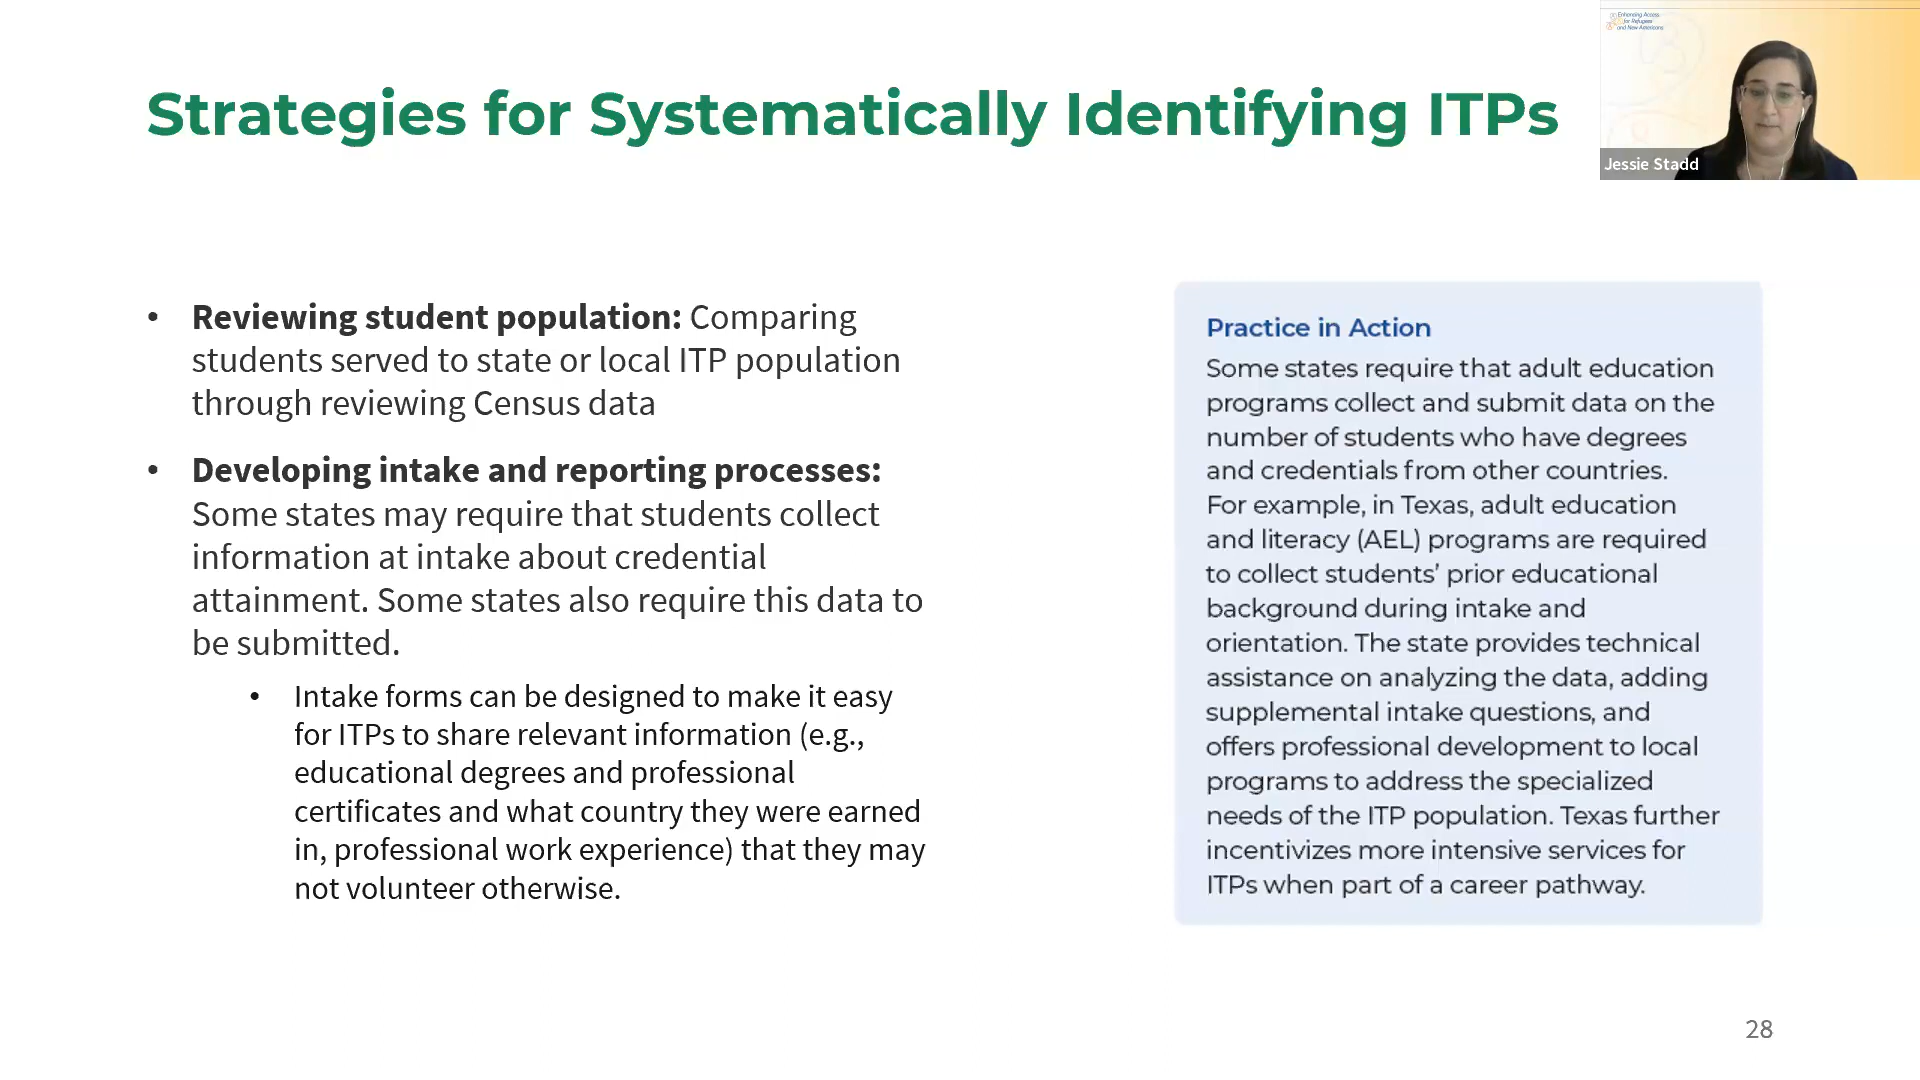 Strategies for Systematically Identifying ITPs
Enhancing Access
for Refugees
and New Americans
Jessie Stadd
• Reviewing student population: Comparing
students served to state or local ITP population
through reviewing Census data
• Developing intake and reporting processes:
Some states may require that students collect
information at intake about credential
attainment. Some states also require this data to
be submitted.
• Intake forms can be designed to make it easy
for ITPs to share relevant information (e.g.,
educational degrees and professional
certificates and what country they were earned
in, professional work experience) that they may
not volunteer otherwise.
Practice in Action
Some states require that adult education
programs collect and submit data on the
number of students who have degrees
and credentials from other countries.
For example, in Texas, adult education
and literacy (AEL) programs are required
to collect students’ prior educational
background during intake and
orientation. The state provides technical
assistance on analyzing the data, adding
supplemental intake questions, and
offers professional development to local
programs to address the specialized
needs of the ITP population. Texas further
incentivizes more intensive services for
ITPs when part of a career pathway.
28